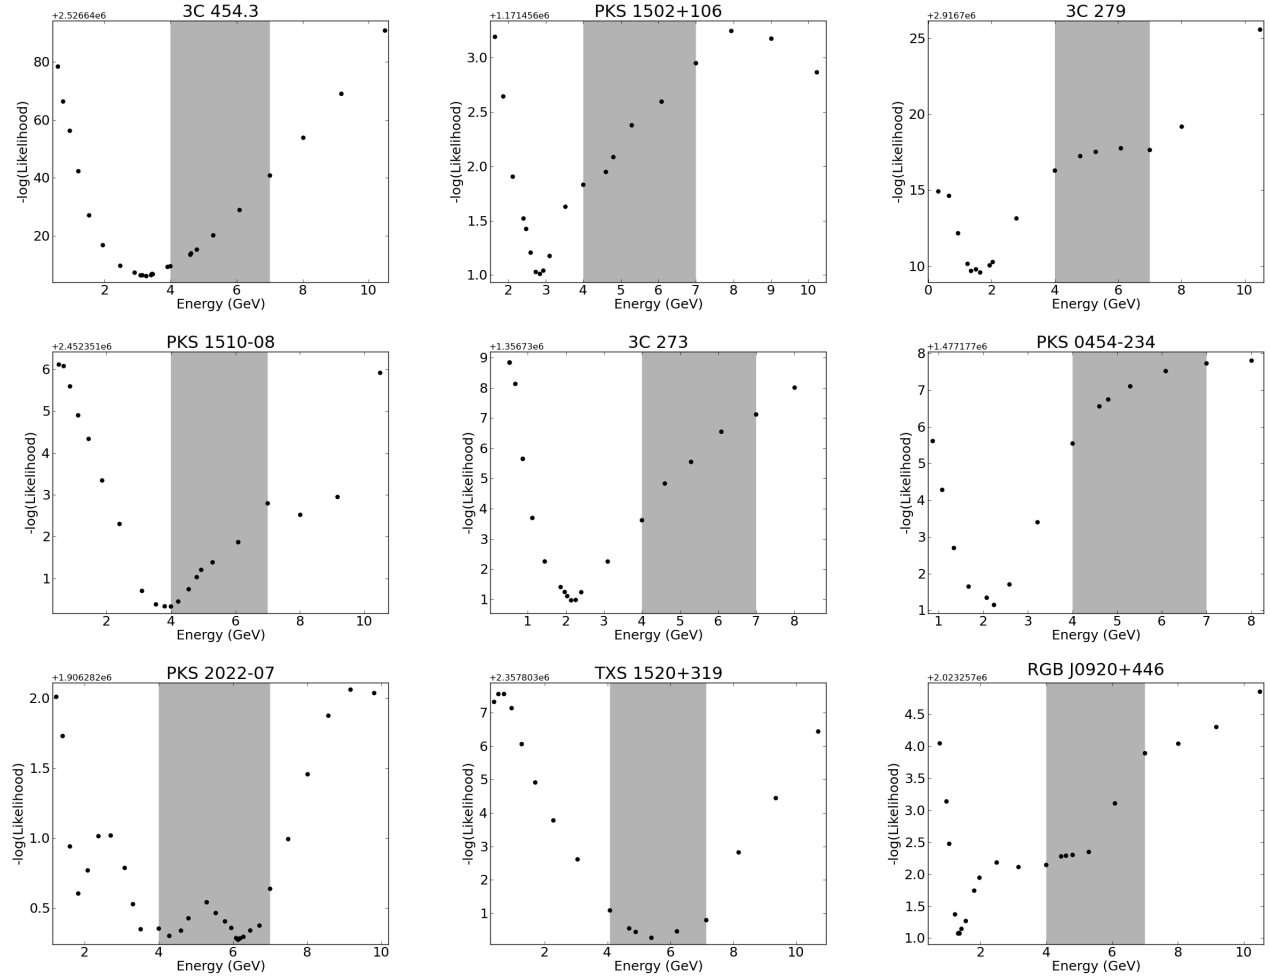 3C 454.3
+2.52664e6
80
60
40
20
2 4 6 8 10
-log(Likelihood)
Energy (GeV)
PKS 1502+106
+1.171456e6
3.0
2.5
2.0
1.5
1.0
2 3 4 5 6 7 8 9 10
-log(Likelihood)
Energy (GeV)
3C 279
+2.9167e6
25
20
15
10
0 2 4 6 8 10
-log(Likelihood)
Energy (GeV)
PKS 1510-08
+2.452351e6
6
5
4
3
2
1
2 4 6 8 10
-log(Likelihood)
Energy (GeV)
3C 273
+1.35673e6
9
8
7
6
5
4
3
2
1
1 2 3 4 5 6 7 8
-log(Likelihood)
Energy (GeV)
PKS 0454-234
+1.477177e6
8
7
6
5
4
3
2
1
1 2 3 4 5 6 7 8
-log(Likelihood)
Energy (GeV)
PKS 2022-07
+1.906282e6
2.0
1.5
1.0
0.5
2 4 6 8 10
-log(Likelihood)
Energy (GeV)
TXS 1520+319
+2.357803e6
7
6
5
4
3
2
1
2 4 6 8 10
-log(Likelihood)
Energy (GeV)
RGB J0920+446
+2.023257e6
4.5
4.0
3.5
3.0
2.5
2.0
1.5
1.0
2 4 6 8 10
-log(Likelihood)
Energy (GeV)